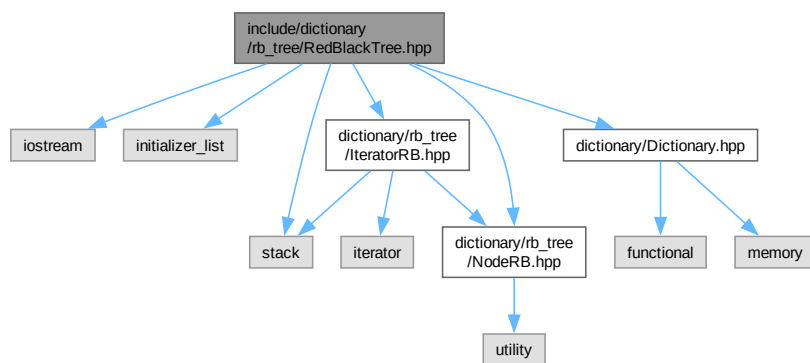 include/dictionary
/rb_tree/RedBlackTree.hpp
iostream
initializer_list
dictionary/rb_tree
/IteratorRB.hpp
dictionary/Dictionary.hpp
stack
iterator
dictionary/rb_tree
/NodeRB.hpp
functional
memory
utility